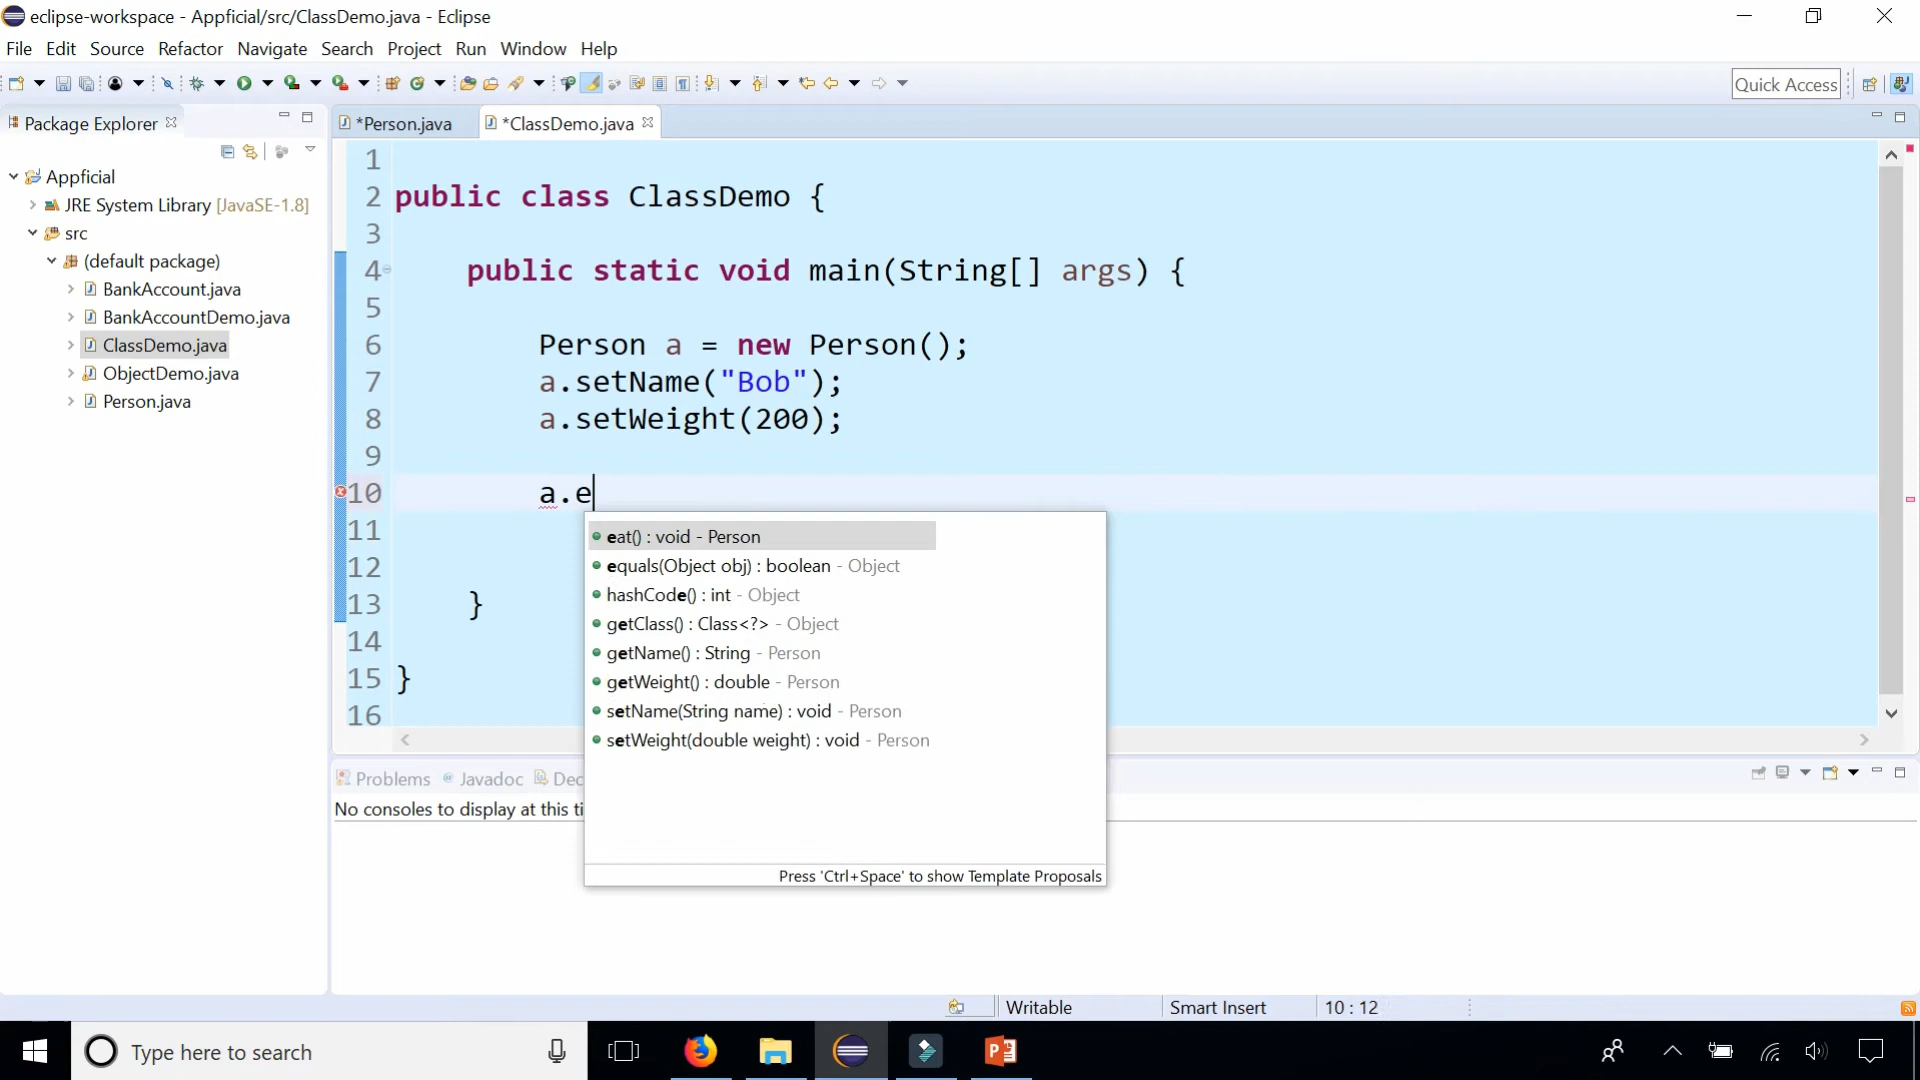 eclipse-workspace - Appficial/src/ClassDemo.java - Eclipse
File Edit Source Refactor Navigate Search Project Run Window Help
Quick Access
Package Explorer
*Person.java
*ClassDemo.java
Appficial
JRE System Library [JavaSE-1.8]
src
(default package)
BankAccount.java
BankAccountDemo.java
ClassDemo.java
ObjectDemo.java
Person.java
1
2 public class ClassDemo {
3
4 public static void main(String[] args) {
5
6 Person a = new Person();
7 a.setName("Bob");
8 a.setWeight(200);
9
10 a.e
11
12
13 }
14
15 }
16
eat() : void - Person
equals(Object obj) : boolean - Object
hashCode() : int - Object
getClass() : Class<?> - Object
getName() : String - Person
getWeight() : double - Person
setName(String name) : void - Person
setWeight(double weight) : void - Person
Press 'Ctrl+Space' to show Template Proposals
Problems @ Javadoc Dec
No consoles to display at this ti
Writable
Smart Insert
10 : 12
Type here to search